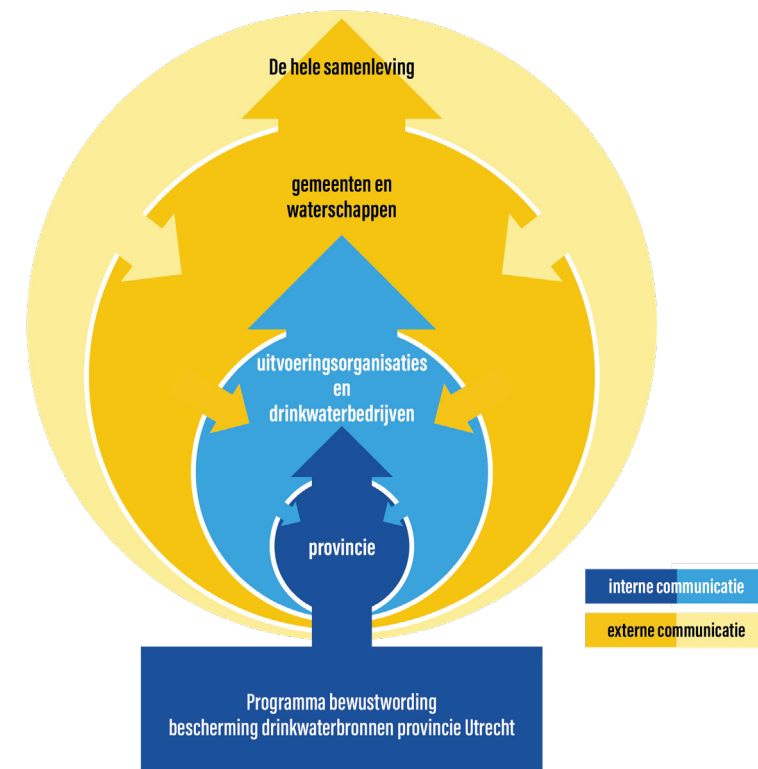 De hele samenleving
gemeenten en
waterschappen
uitvoeringsorganisaties
en
drinkwaterbedrijven
provincie
interne communicatie
externe communicatie
Programma bewustwording
bescherming drinkwaterbronnen provincie Utrecht